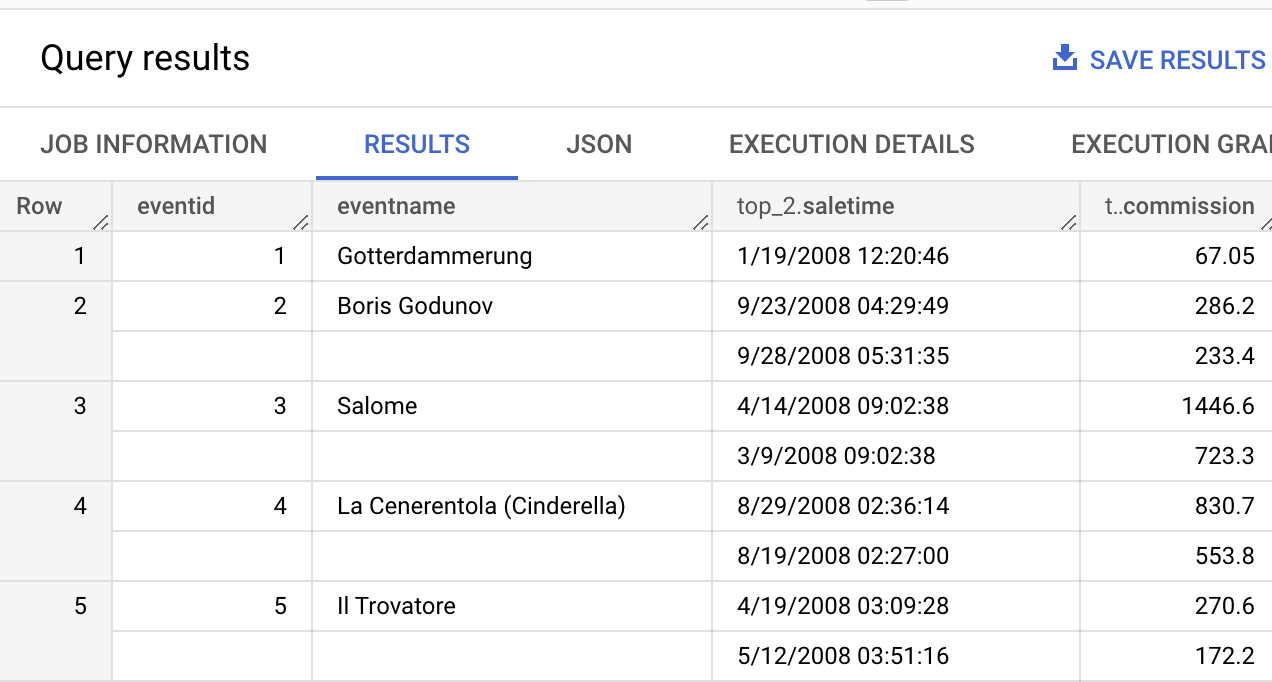 Query results SAVE RESULTS
JOB INFORMATION RESULTS JSON EXECUTION DETAILS EXECUTION GRA
Row eventid eventname top_2.saletime t..commission
1 1 Gotterdammerung 1/19/2008 12:20:46 67.05
2 2 Boris Godunov 9/23/2008 04:29:49 286.2
9/28/2008 05:31:35 233.4
3 3 Salome 4/14/2008 09:02:38 1446.6
3/9/2008 09:02:38 723.3
4 4 La Cenerentola (Cinderella) 8/29/2008 02:36:14 830.7
8/19/2008 02:27:00 553.8
5 5 Il Trovatore 4/19/2008 03:09:28 270.6
5/12/2008 03:51:16 172.2